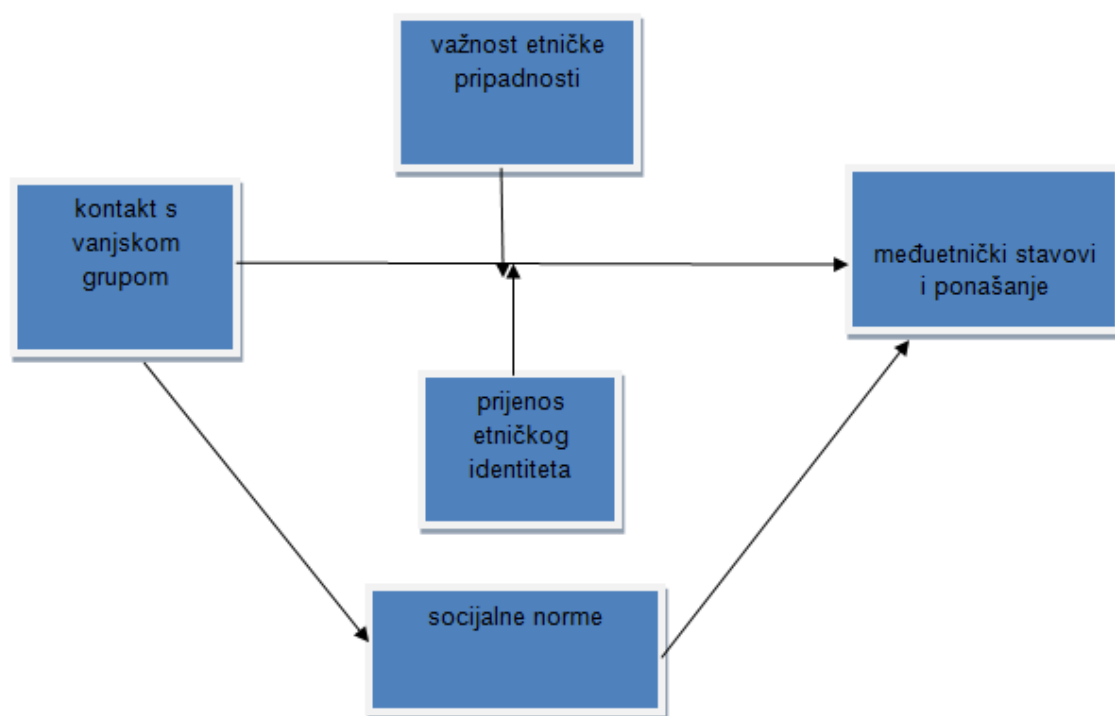 važnost etničke
pripadnosti
kontakt s
vanjskom
grupom
međuetnički stavovi
i ponašanje
prijenos
etničkog
identiteta
socijalne norme